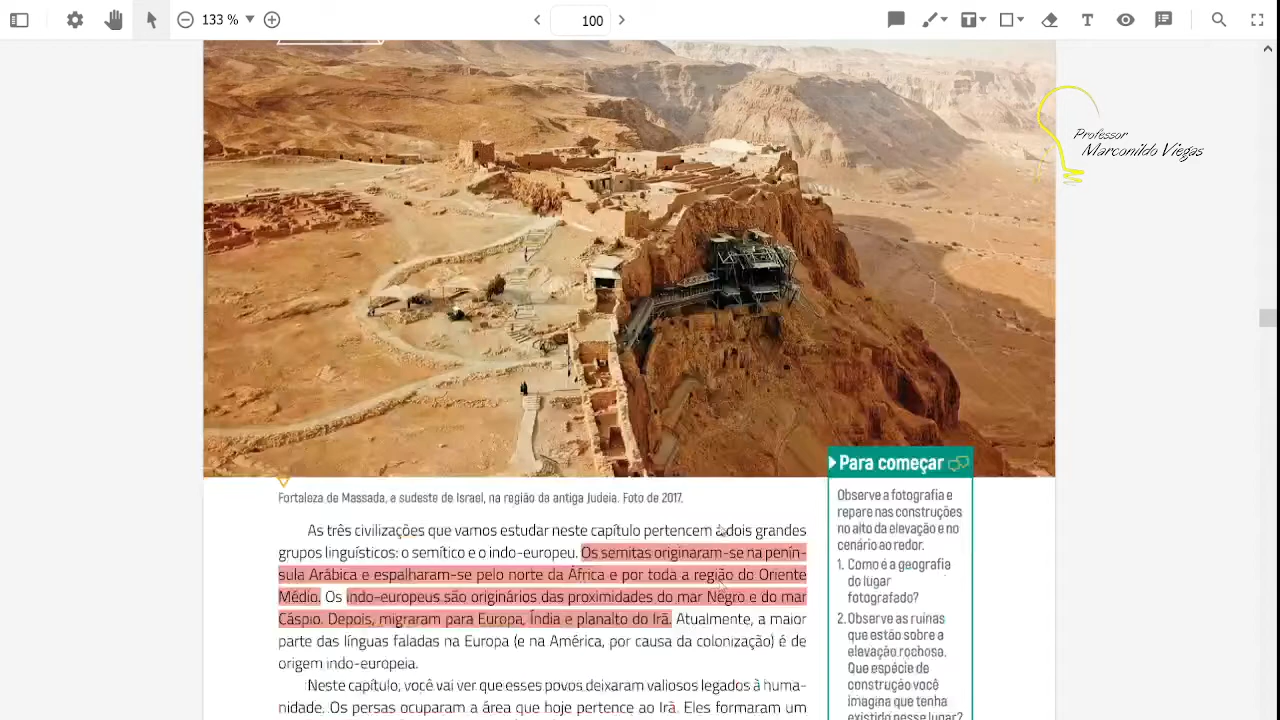 133 %
100
Professor
Marconildo Viegas
Fortaleza de Massada, a sudeste de Israel, na região da antiga Judeia. Foto de 2017.
As três civilizações que vamos estudar neste capítulo pertencem a dois grandes
grupos linguísticos: o semítico e o indo-europeu. Os semitas originaram-se na penín-
sula Arábica e espalharam-se pelo norte da África e por toda a região do Oriente
Médio. Os indo-europeus são originários das proximidades do mar Negro e do mar
Cáspio. Depois, migraram para Europa, Índia e planalto do Irã. Atualmente, a maior
parte das línguas faladas na Europa (e na América, por causa da colonização) é de
origem indo-europeia.
Neste capítulo, você vai ver que esses povos deixaram valiosos legados à huma-
nidade. Os persas ocuparam a área que hoje pertence ao Irã. Eles formaram um
Para começar
Observe a fotografia e
repare nas construções
no alto da elevação e no
cenário ao redor.
1. Como é a geografia
do lugar
fotografado?
2. Observe as ruínas
que estão sobre a
elevação rochosa.
Que espécie de
construção você
imagina que tenha
existido nesse lugar?